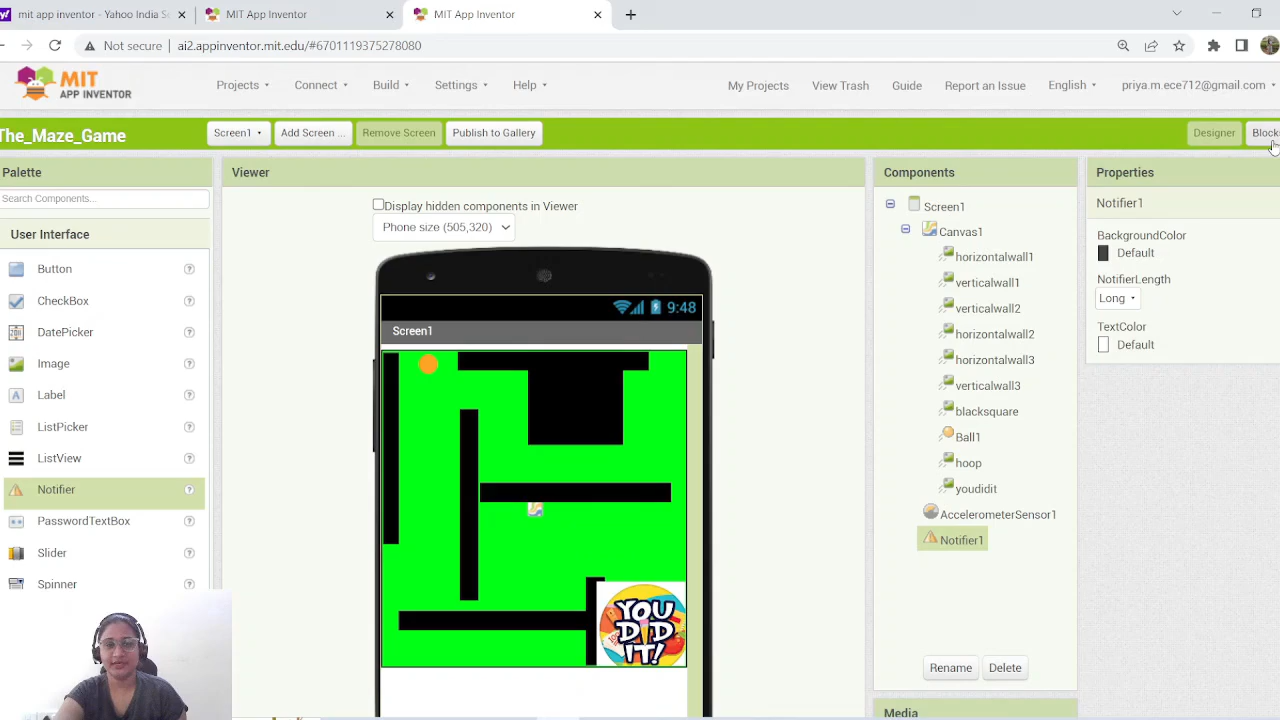 mit app inventor - Yahoo India S
MIT App Inventor
MIT App Inventor
Not secure
ai2.appinventor.mit.edu/#6701119375278080
MIT
APP INVENTOR
Projects
Connect
Build
Settings
Help
My Projects
View Trash
Guide
Report an Issue
English
priya.m.ece712@gmail.com
The_Maze_Game
Screen1
Add Screen ...
Remove Screen
Publish to Gallery
Designer
Block
Palette
Viewer
Components
Properties
Search Components...
User Interface
Button
CheckBox
DatePicker
Image
Label
ListPicker
ListView
Notifier
PasswordTextBox
Slider
Spinner
Display hidden components in Viewer
Phone size (505,320)
9:48
Screen1
YOU
DID
IT!
Screen1
Canvas1
horizontalwall1
verticalwall1
verticalwall2
horizontalwall2
horizontalwall3
verticalwall3
blacksquare
Ball1
hoop
youdidit
AccelerometerSensor1
Notifier1
Rename
Delete
Media
Notifier1
BackgroundColor
Default
NotifierLength
Long
TextColor
Default